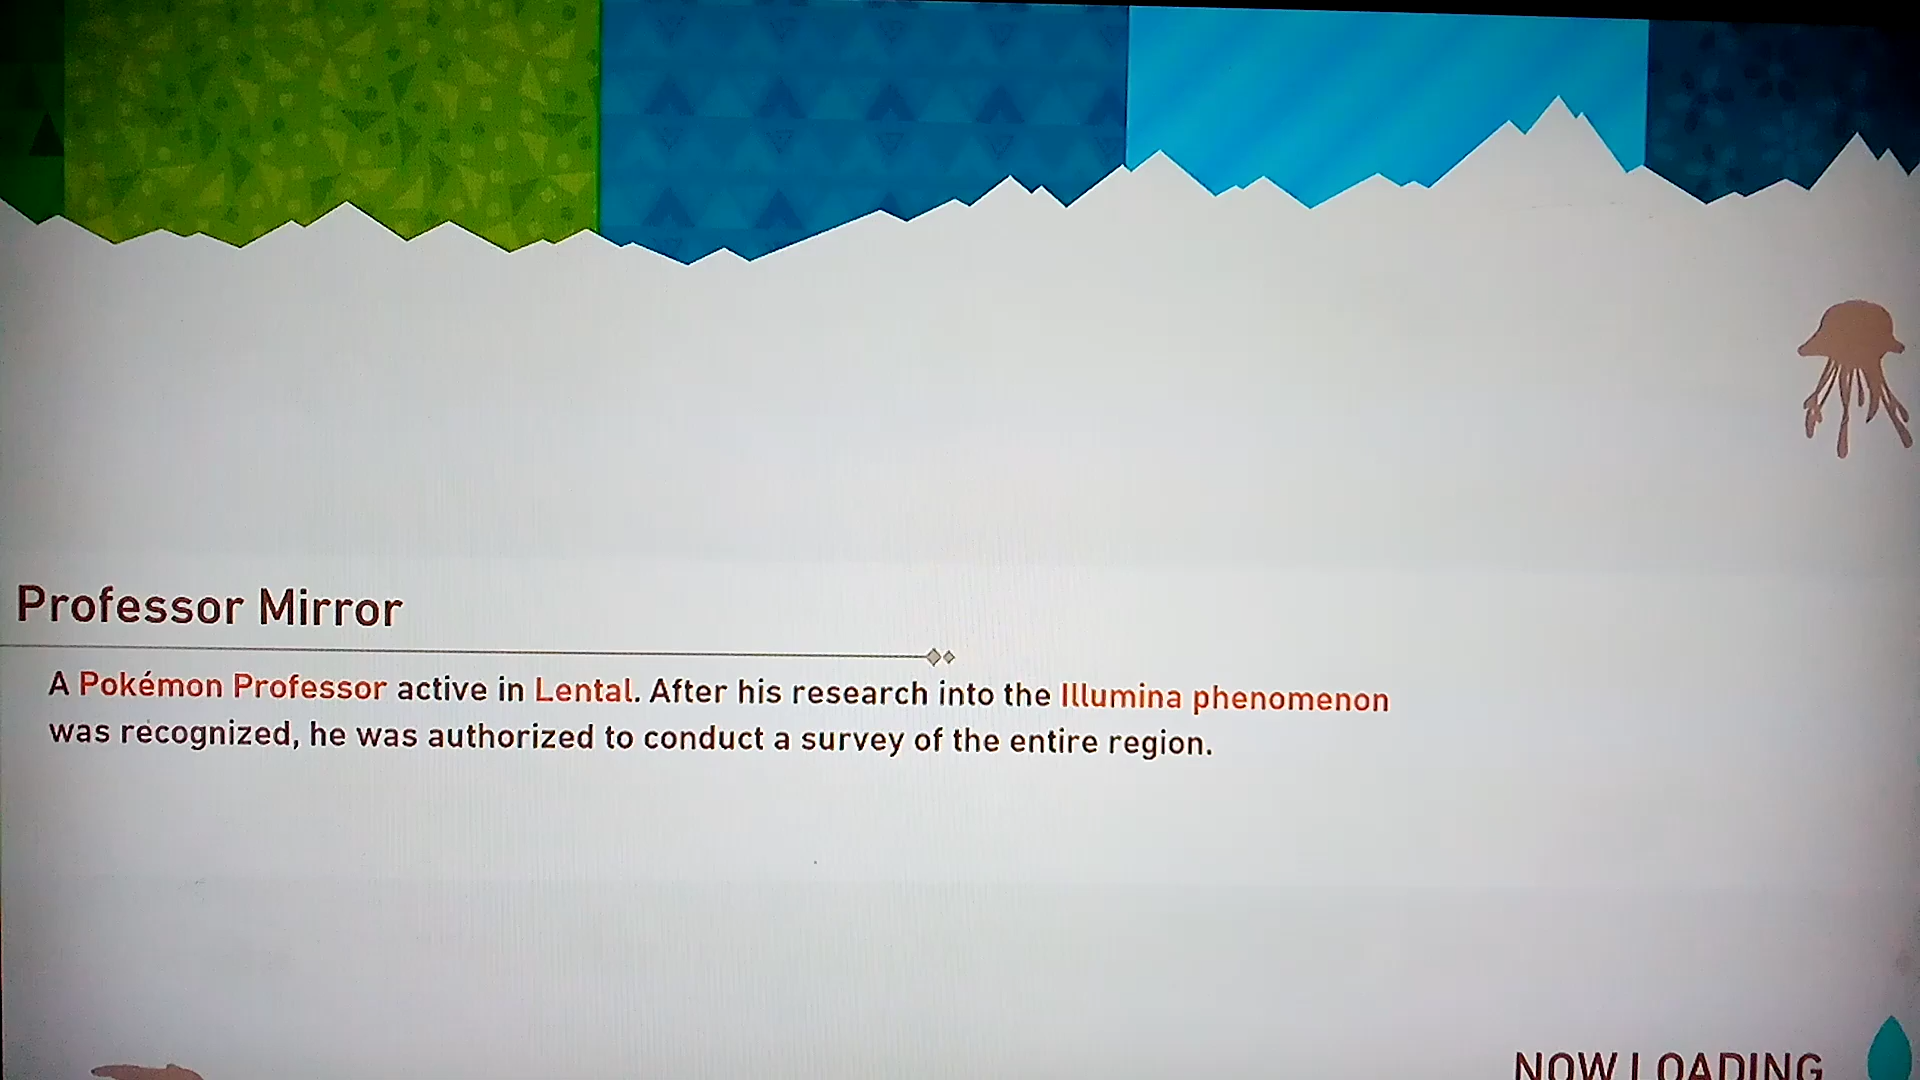 Professor Mirror
A Pokémon Professor active in Lental. After his research into the Illumina phenomenon
was recognized, he was authorized to conduct a survey of the entire region.
NOW LOADING